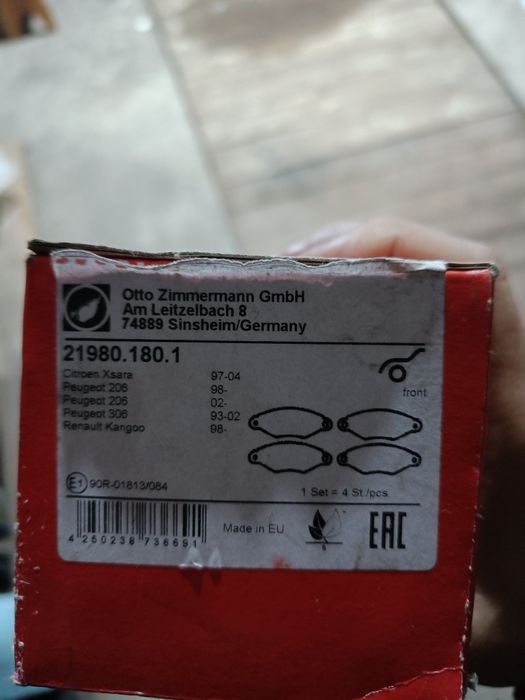 Otto Zimmermann GmbH
Am Leitzelbach 8
74889 Sinsheim/Germany
21980.180.1
Citroen Xsara 97-04
Peugeot 206 98-
Peugeot 206 02-
Peugeot 306 93-02
Renault Kangoo 98-
front
E1 90R-01813/084
1 Set = 4 St./pcs
4 250238 736691
Made in EU
EAC